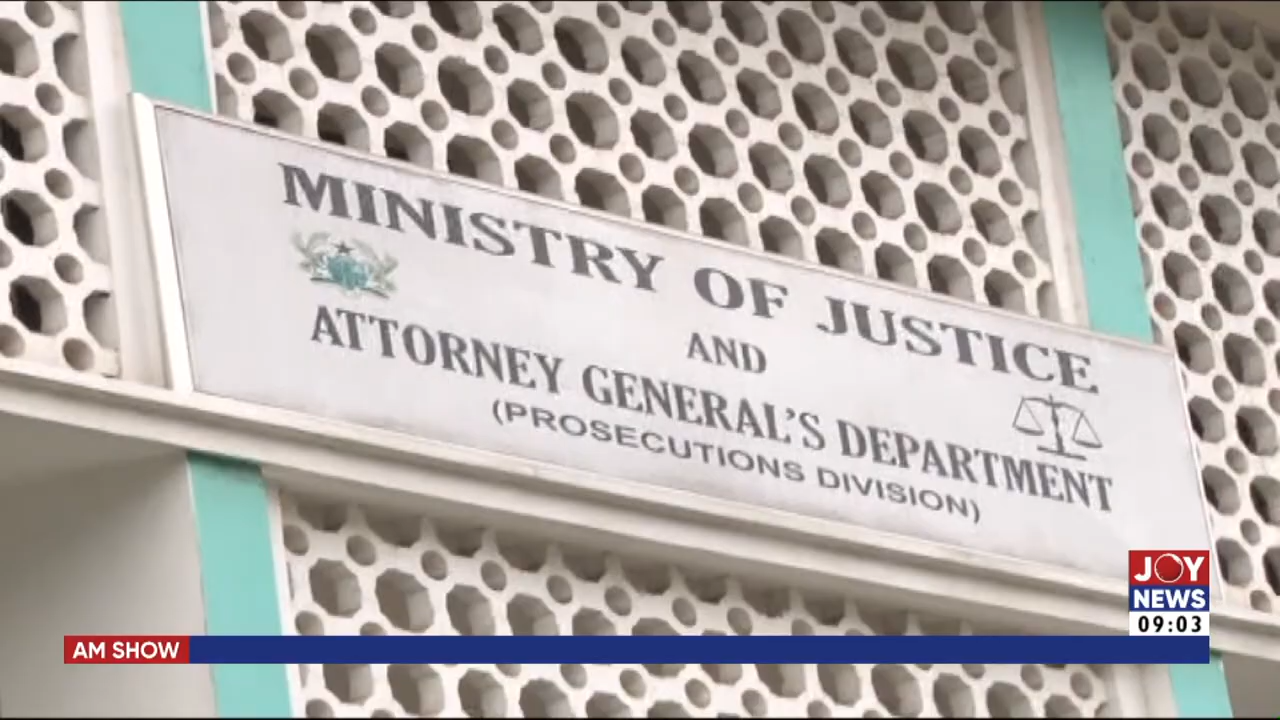 MINISTRY OF JUSTICE
AND
ATTORNEY GENERAL'S DEPARTMENT
(PROSECUTIONS DIVISION)
JOY
NEWS
09:03
AM SHOW